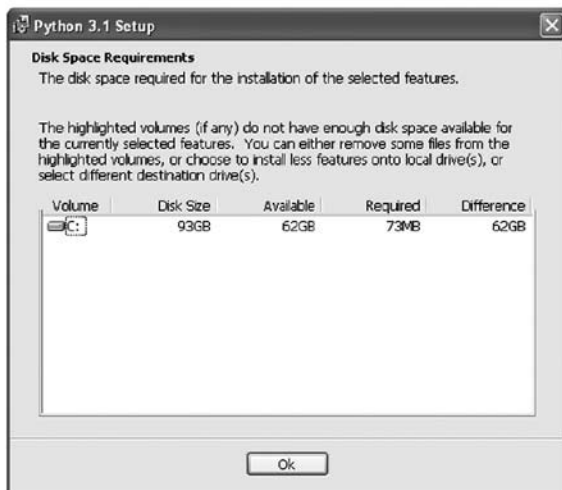 Python 3.1 Setup
Disk Space Requirements
The disk space required for the installation of the selected features.
The highlighted volumes (if any) do not have enough disk space available for
the currently selected features. You can either remove some files from the
highlighted volumes, or choose to install less features onto local drive(s), or
select different destination drive(s).
Volume Disk Size Available Required Difference
C: 93GB 62GB 73MB 62GB
Ok